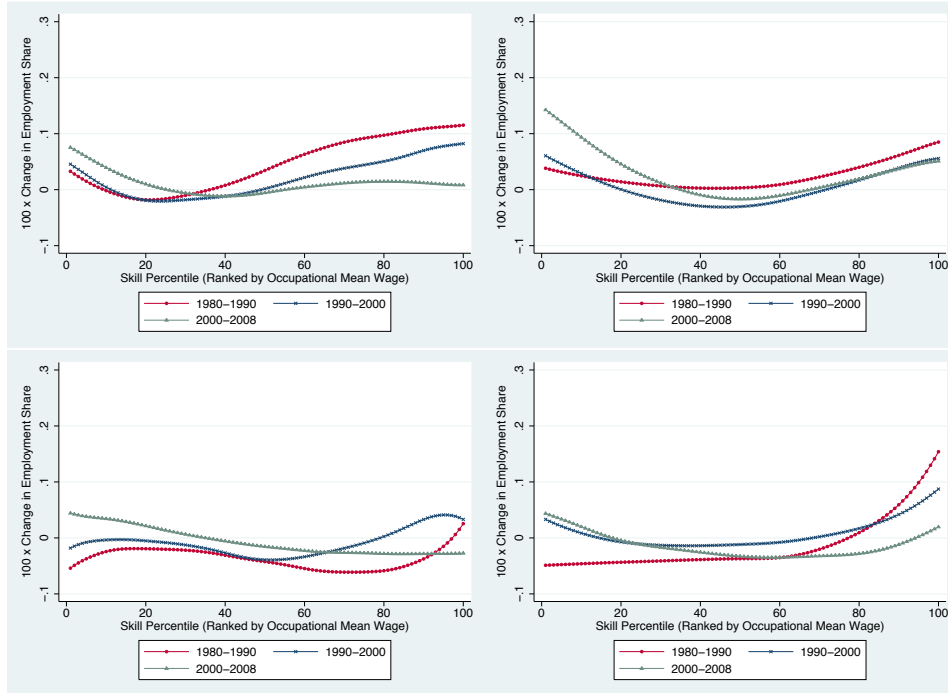 100 x Change in Employment Share
-.1 0 .1 .2 .3
0 20 40 60 80 100
Skill Percentile (Ranked by Occupational Mean Wage)
1980-1990 1990-2000
2000-2008
100 x Change in Employment Share
-.1 0 .1 .2 .3
0 20 40 60 80 100
Skill Percentile (Ranked by Occupational Mean Wage)
1980-1990 1990-2000
2000-2008
100 x Change in Employment Share
-.1 0 .1 .2 .3
0 20 40 60 80 100
Skill Percentile (Ranked by Occupational Mean Wage)
1980-1990 1990-2000
2000-2008
100 x Change in Employment Share
-.1 0 .1 .2 .3
0 20 40 60 80 100
Skill Percentile (Ranked by Occupational Mean Wage)
1980-1990 1990-2000
2000-2008